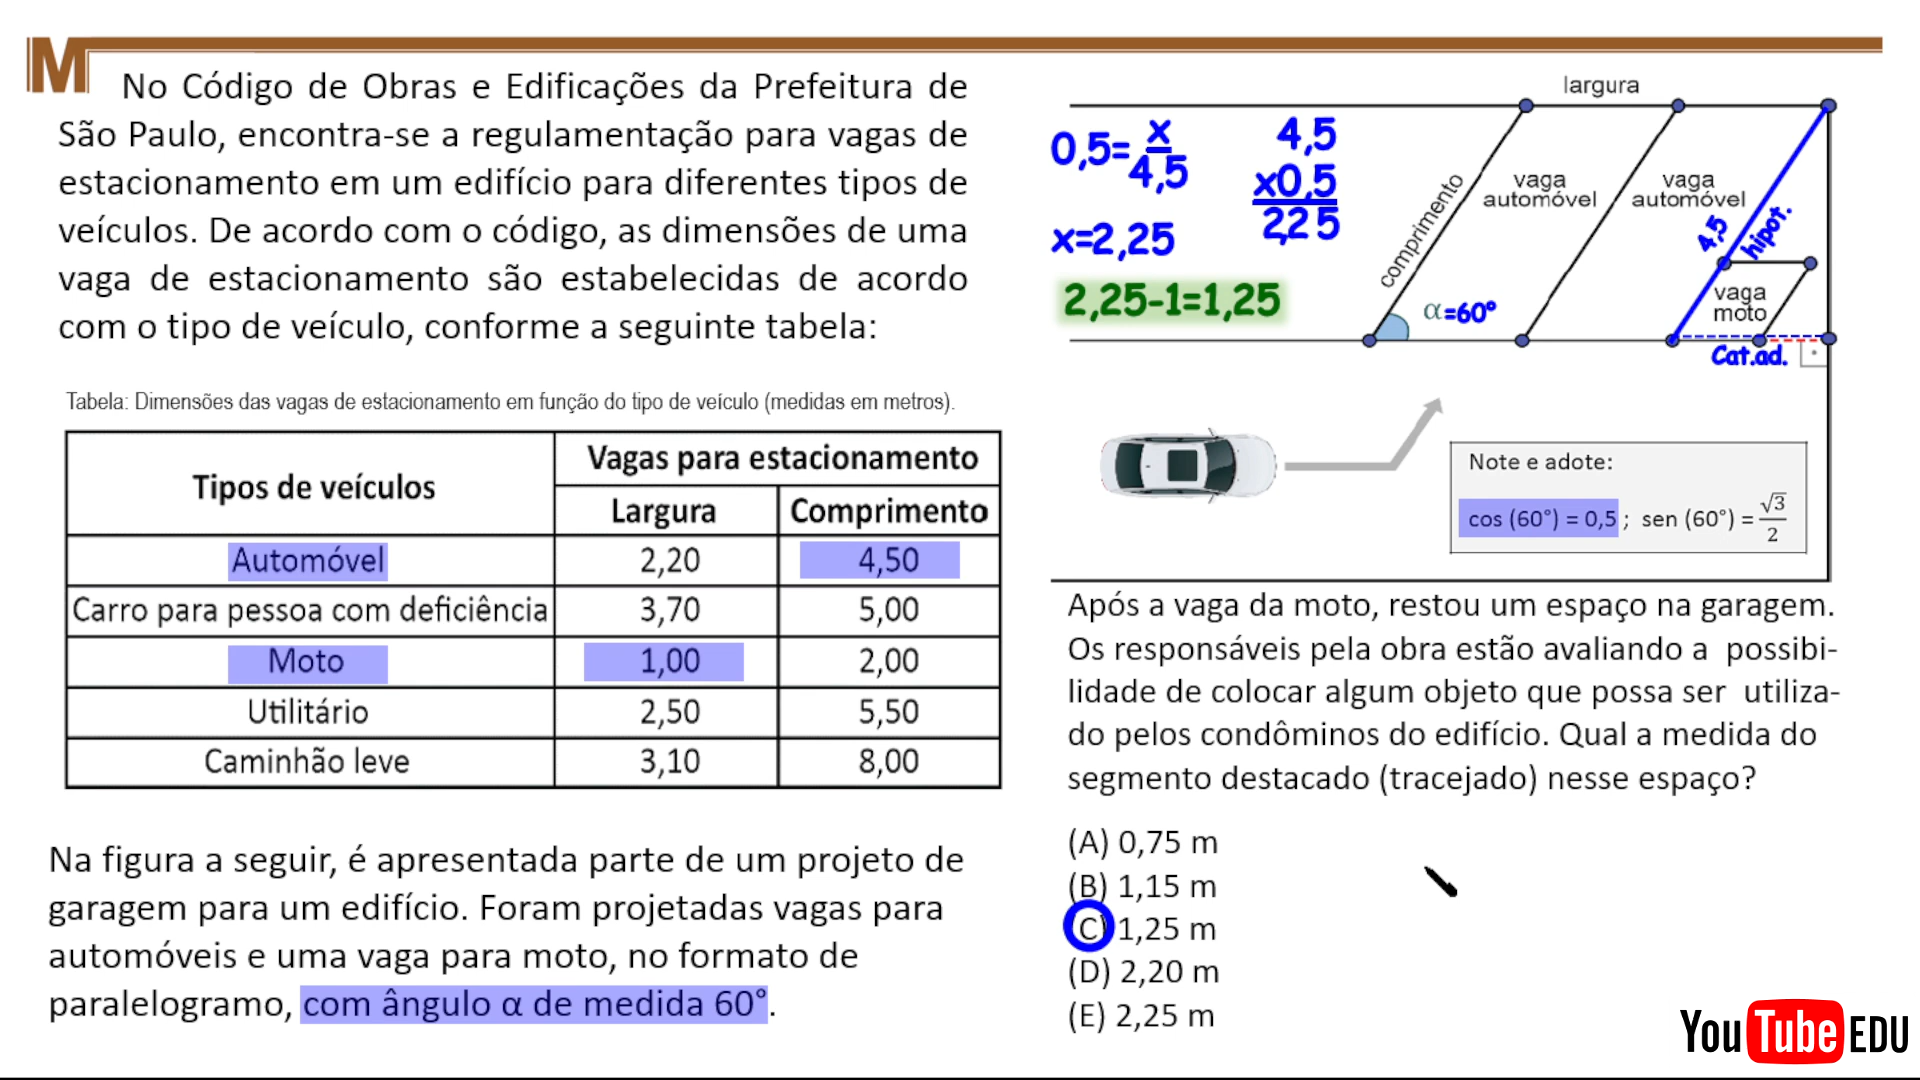 M
No Código de Obras e Edificações da Prefeitura de
São Paulo, encontra-se a regulamentação para vagas de
estacionamento em um edifício para diferentes tipos de
veículos. De acordo com o código, as dimensões de uma
vaga de estacionamento são estabelecidas de acordo
com o tipo de veículo, conforme a seguinte tabela:
Tabela: Dimensões das vagas de estacionamento em função do tipo de veículo (medidas em metros).
Tipos de veículos
Vagas para estacionamento
Largura Comprimento
Automóvel 2,20 4,50
Carro para pessoa com deficiência 3,70 5,00
Moto 1,00 2,00
Utilitário 2,50 5,50
Caminhão leve 3,10 8,00
Na figura a seguir, é apresentada parte de um projeto de
garagem para um edifício. Foram projetadas vagas para
automóveis e uma vaga para moto, no formato de
paralelogramo, com ângulo α de medida 60°.
largura
0,5=x/4,5
x=2,25
4,5
x0,5
2,25
2,25-1=1,25
comprimento
vaga
automóvel
vaga
automóvel
4,5
hipot.
vaga
moto
α=60º
Cat.ad.
Note e adote:
cos (60°) = 0,5 ; sen (60°) = √3/2
Após a vaga da moto, restou um espaço na garagem.
Os responsáveis pela obra estão avaliando a possibi-
lidade de colocar algum objeto que possa ser utiliza-
do pelos condôminos do edifício. Qual a medida do
segmento destacado (tracejado) nesse espaço?
(A) 0,75 m
(B) 1,15 m
(C) 1,25 m
(D) 2,20 m
(E) 2,25 m
YouTube EDU